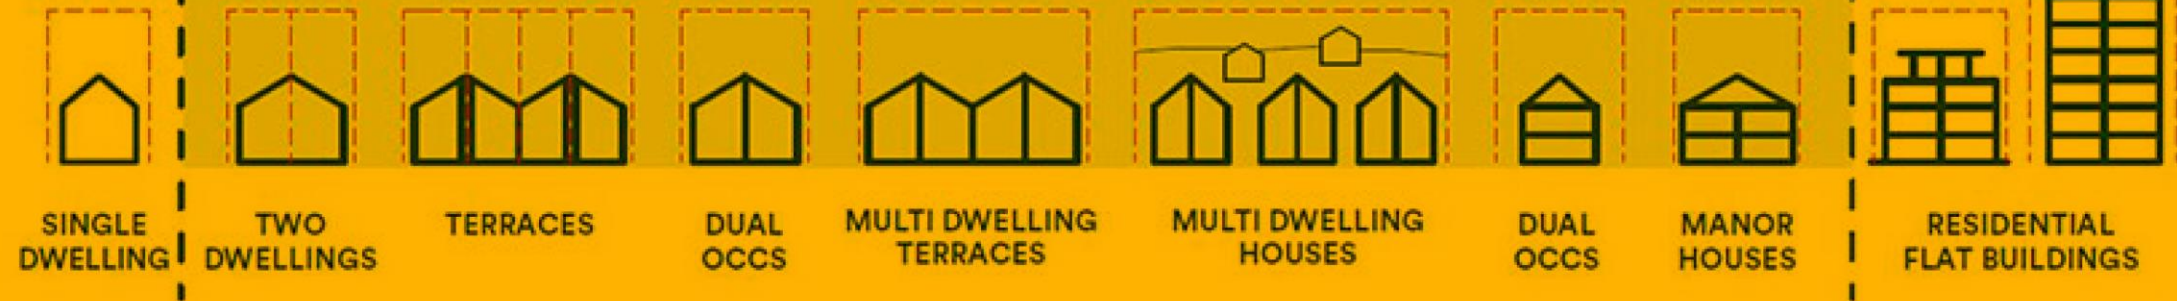 SINGLE
DWELLING
TWO
DWELLINGS
TERRACES
DUAL
OCCS
MULTI DWELLING
TERRACES
MULTI DWELLING
HOUSES
DUAL
OCCS
MANOR
HOUSES
RESIDENTIAL
FLAT BUILDINGS